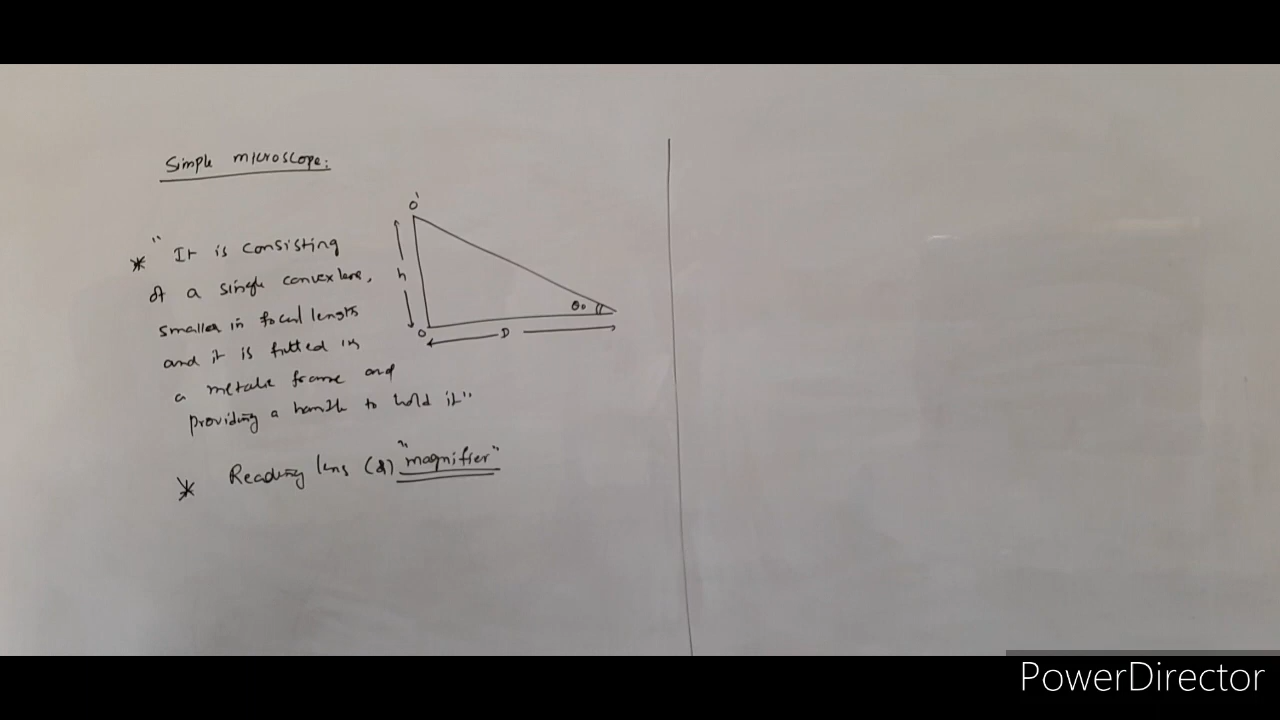 Simple microscope:
O'
* "It is consisting
of a single convex lens,
h
smaller in focal length
θ₀
O
D
and it is fitted in
a metalic frame and
providing a handle to hold it"
* Reading lens (or) "magnifier"
PowerDirector